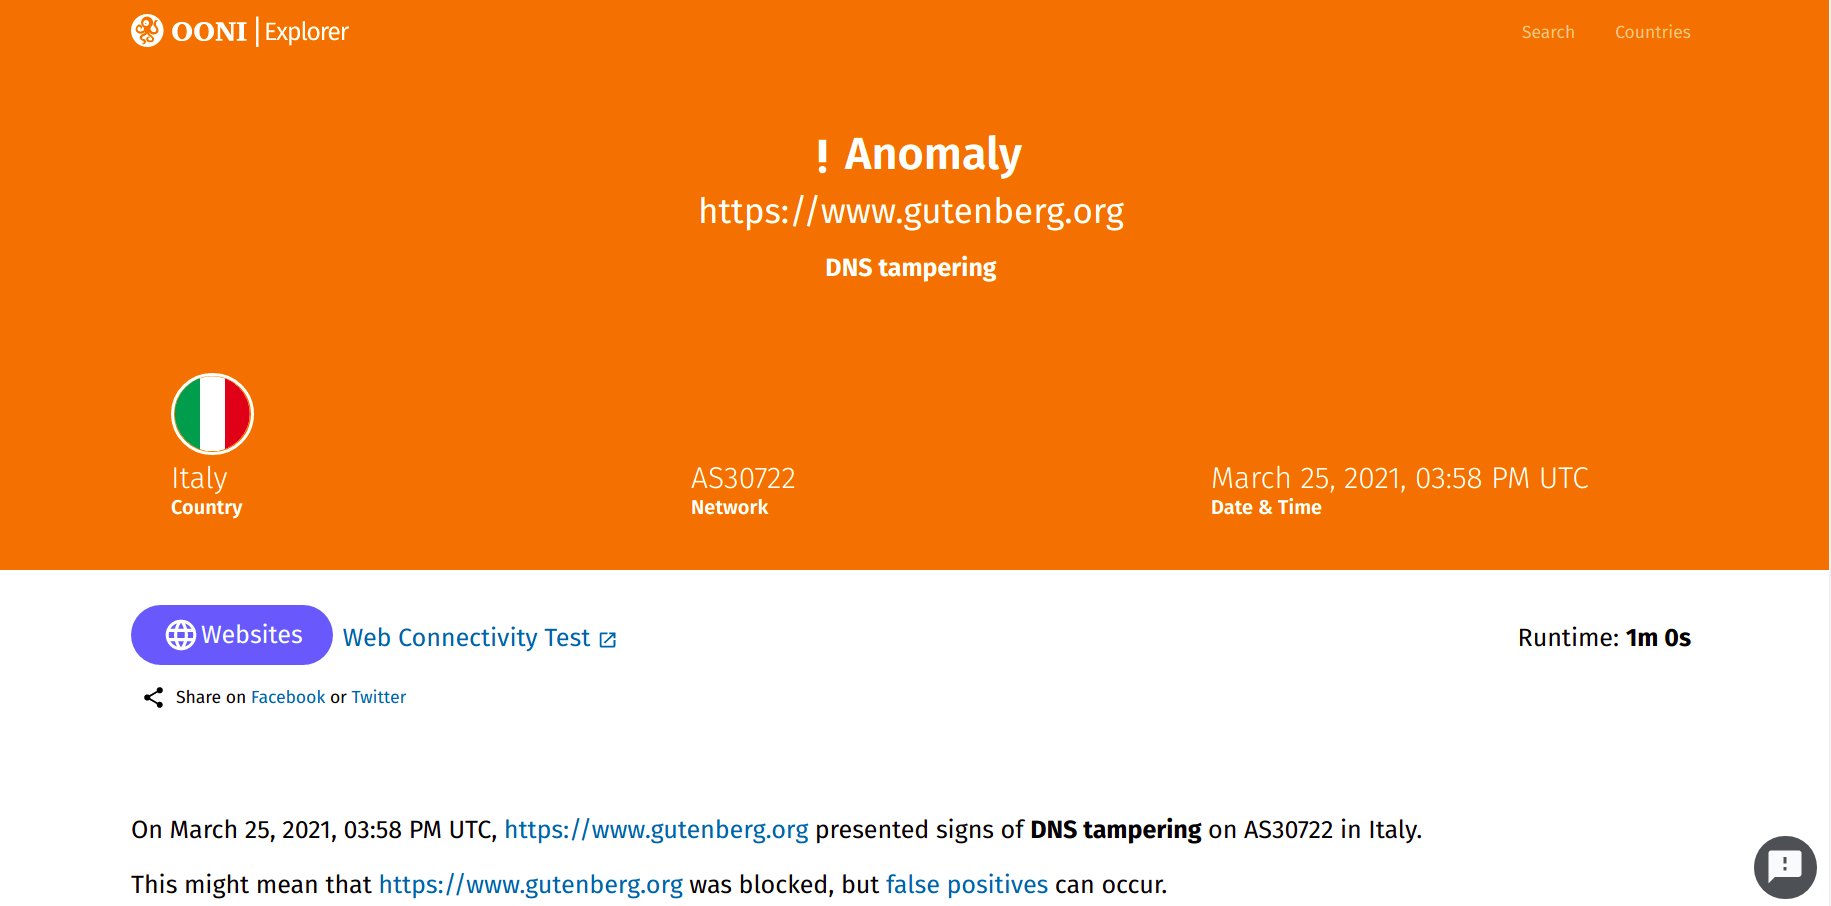 OONI Explorer
Search Countries
! Anomaly
https://www.gutenberg.org
DNS tampering
Italy AS30722 March 25, 2021, 03:58 PM UTC
Country Network Date & Time
Websites Web Connectivity Test Runtime: 1m 0s
Share on Facebook or Twitter
On March 25, 2021, 03:58 PM UTC, https://www.gutenberg.org presented signs of DNS tampering on AS30722 in Italy.
This might mean that https://www.gutenberg.org was blocked, but false positives can occur.